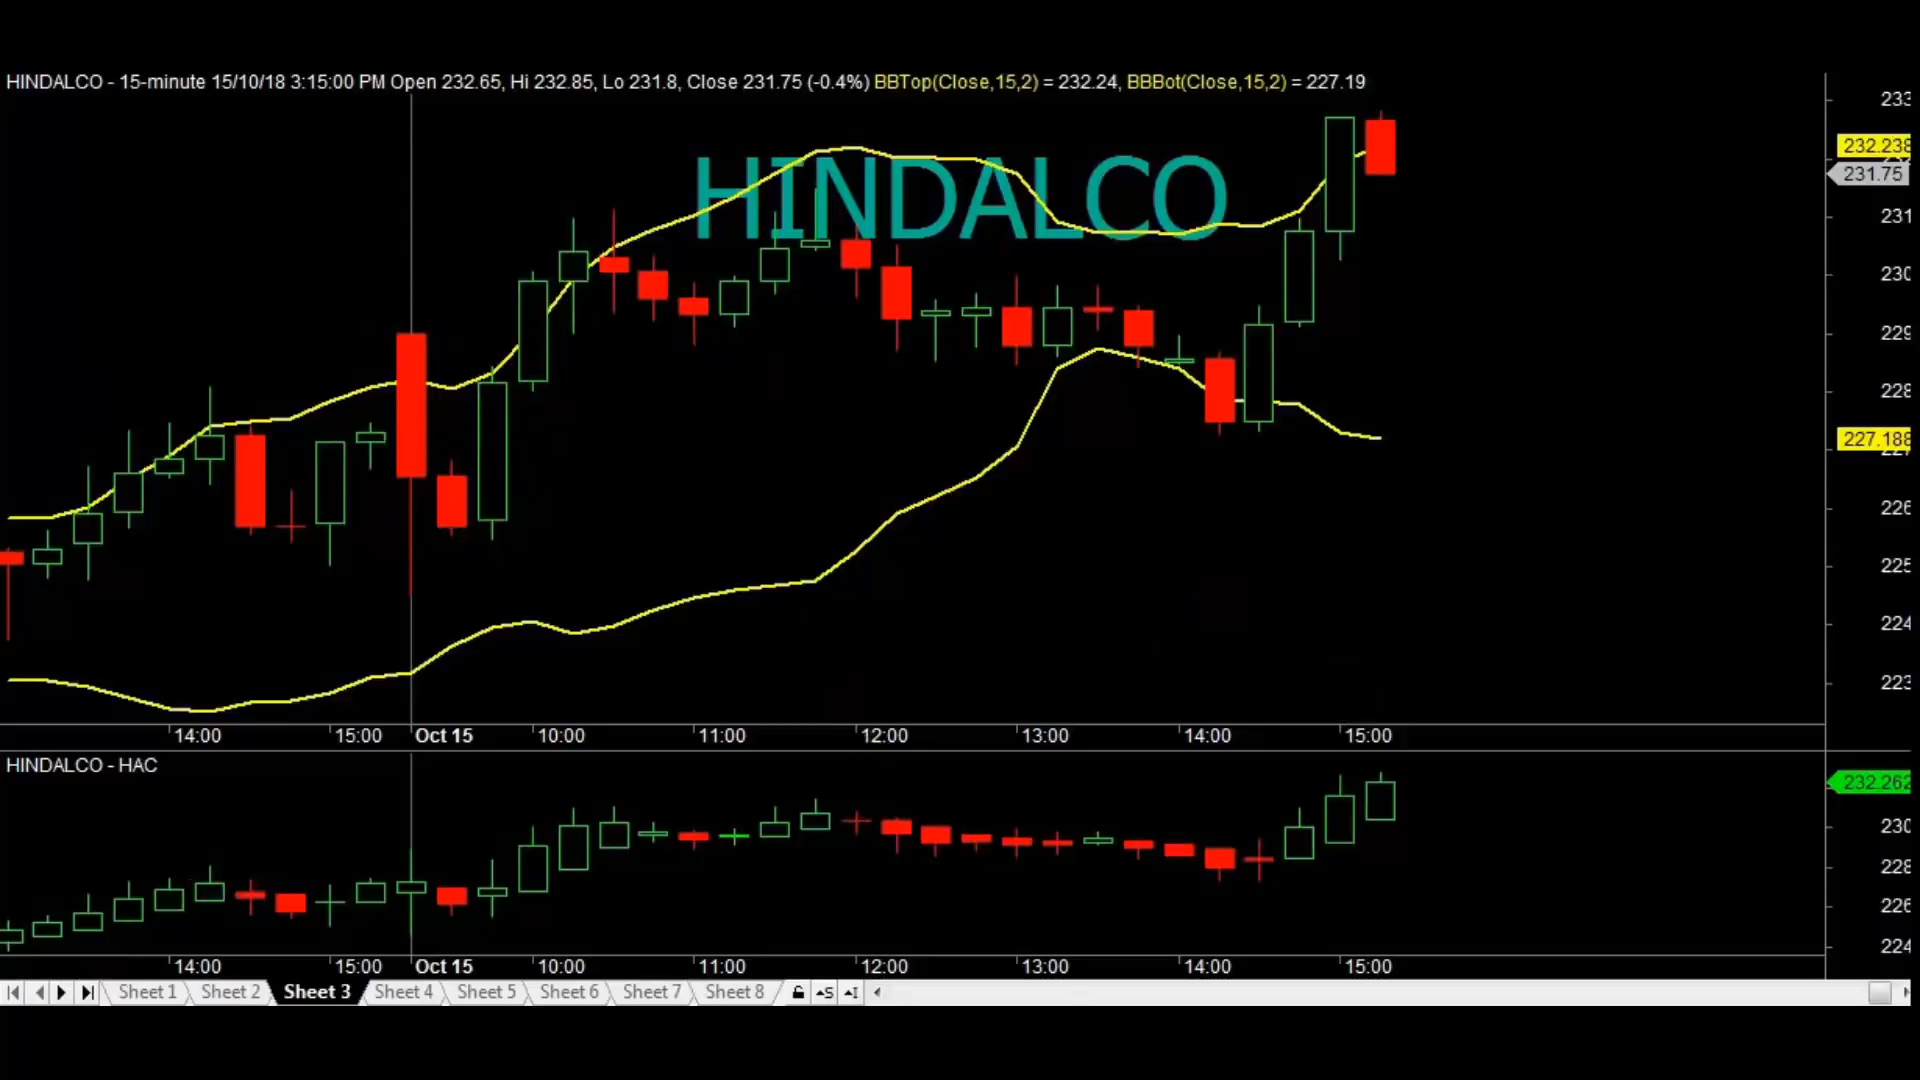 HINDALCO - 15-minute 15/10/18 3:15:00 PM Open 232.65, Hi 232.85, Lo 231.8, Close 231.75 (-0.4%) BBTop(Close,15,2) = 232.24, BBBot(Close,15,2) = 227.19
HINDALCO
233
232.238
231.75
231
230
229
228
227.188
226
225
224
223
14:00 15:00 Oct 15 10:00 11:00 12:00 13:00 14:00 15:00
HINDALCO - HAC
232.262
230
228
226
224
14:00 15:00 Oct 15 10:00 11:00 12:00 13:00 14:00 15:00
Sheet 1 Sheet 2 Sheet 3 Sheet 4 Sheet 5 Sheet 6 Sheet 7 Sheet 8 S I